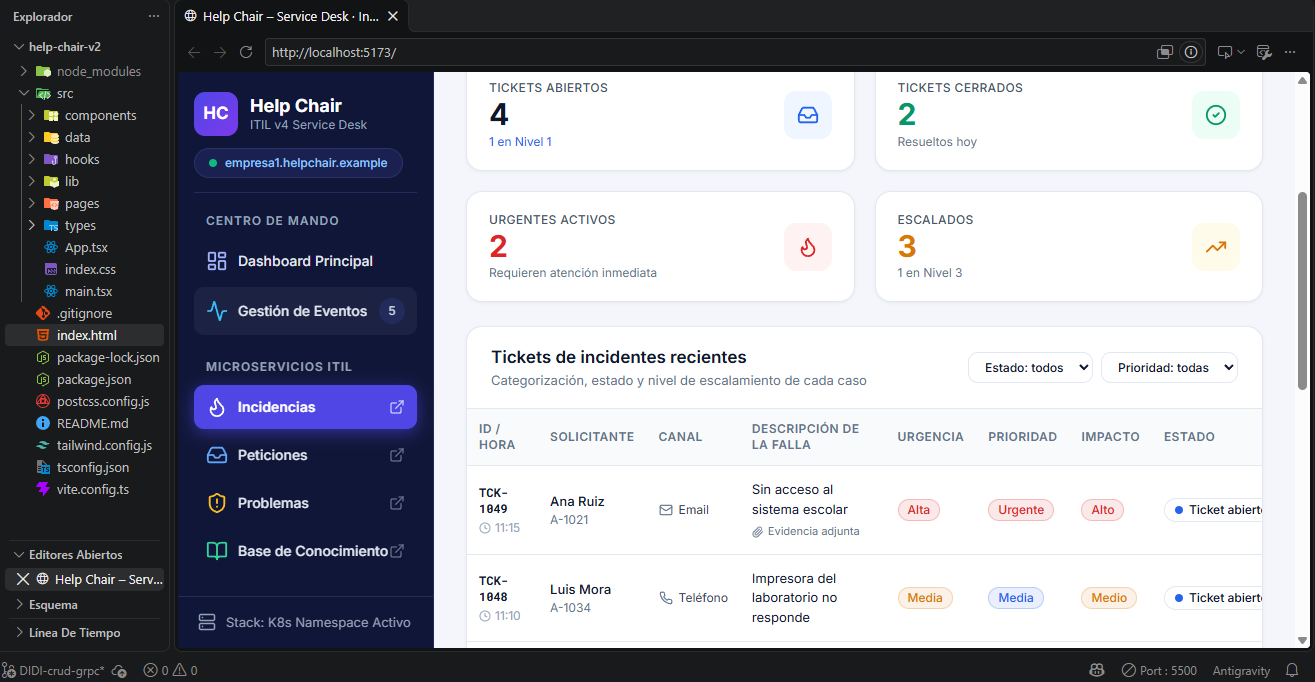 Explorador
Help Chair – Service Desk · In...
help-chair-v2
http://localhost:5173/
node_modules
src
components
data
hooks
lib
pages
types
App.tsx
index.css
main.tsx
.gitignore
index.html
package-lock.json
package.json
postcss.config.js
README.md
tailwind.config.js
tsconfig.json
vite.config.ts
Editores Abiertos
Help Chair – Serv...
Esquema
Línea De Tiempo
HC
Help Chair
ITIL v4 Service Desk
empresa1.helpchair.example
CENTRO DE MANDO
Dashboard Principal
Gestión de Eventos 5
MICROSERVICIOS ITIL
Incidencias
Peticiones
Problemas
Base de Conocimiento
Stack: K8s Namespace Activo
TICKETS ABIERTOS
4
1 en Nivel 1
TICKETS CERRADOS
2
Resueltos hoy
URGENTES ACTIVOS
2
Requieren atención inmediata
ESCALADOS
3
1 en Nivel 3
Tickets de incidentes recientes
Categorización, estado y nivel de escalamiento de cada caso
Estado: todos
Prioridad: todas
ID / HORA SOLICITANTE CANAL DESCRIPCIÓN DE LA FALLA URGENCIA PRIORIDAD IMPACTO ESTADO
TCK-1049
11:15
Ana Ruiz
A-1021
Email
Sin acceso al
sistema escolar
Evidencia adjunta
Alta
Urgente
Alto
Ticket abiert
TCK-1048
11:10
Luis Mora
A-1034
Teléfono
Impresora del
laboratorio no
responde
Media
Media
Medio
Ticket abiert
DIDI-crud-grpc*
0 0
Port : 5500
Antigravity